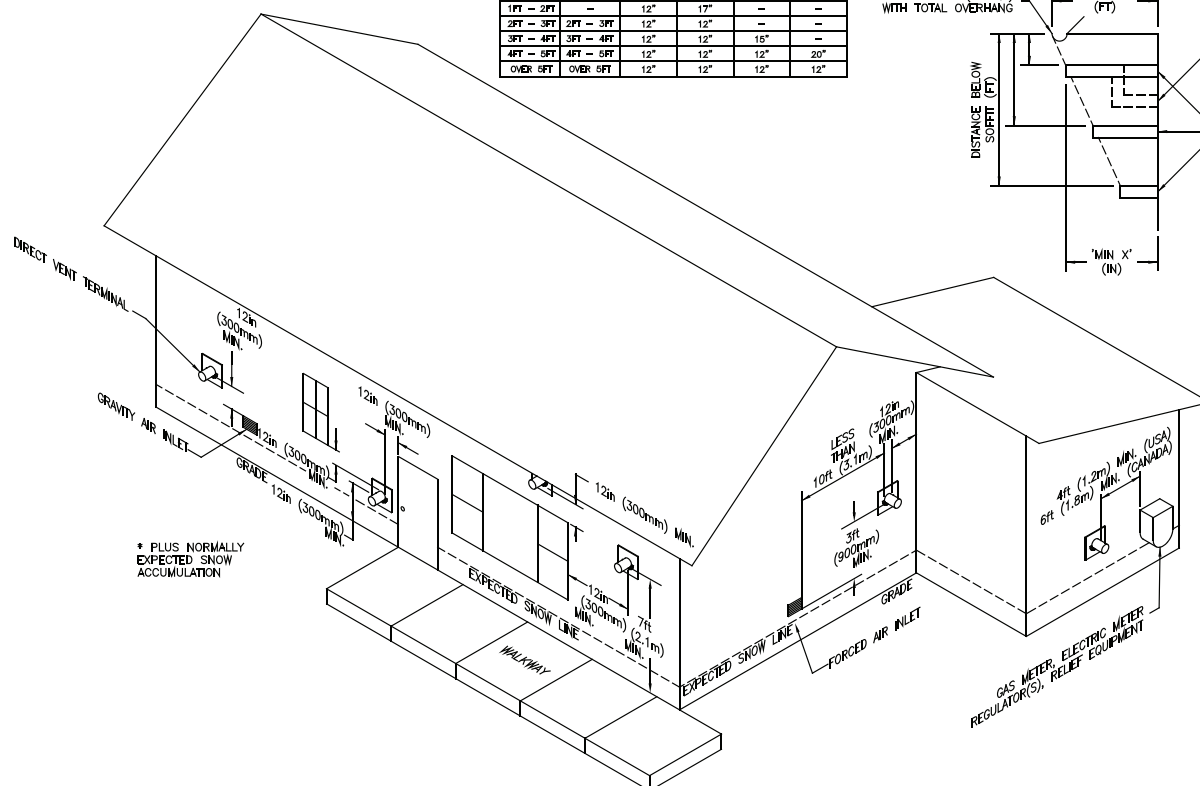 1FT - 2FT - 12" 17" - -
2FT - 3FT 2FT - 3FT 12" 12" - -
3FT - 4FT 3FT - 4FT 12" 12" 15" -
4FT - 5FT 4FT - 5FT 12" 12" 12" 20"
OVER 5FT OVER 5FT 12" 12" 12" 12"
WITH TOTAL OVERHANG
(FT)
DISTANCE BELOW
SOFFIT (FT)
'MIN X'
(IN)
DIRECT VENT TERMINAL
12in
(300mm)
MIN.
GRAVITY AIR INLET
12in (300mm)
MIN.
12in (300mm)
MIN.
GRADE
12in (300mm)
MIN.
* PLUS NORMALLY
EXPECTED SNOW
ACCUMULATION
12in (300mm) MIN.
12in
(300mm)
MIN.
7ft
(2.1m)
MIN.
EXPECTED SNOW LINE
WALKWAY
LESS
THAN
10ft (3.1m)
12in
(300mm)
MIN.
3ft
(900mm)
MIN.
GRADE
EXPECTED SNOW LINE
FORCED AIR INLET
4ft (1.2m) MIN. (USA)
6ft (1.8m) MIN. (CANADA)
GAS METER, ELECTRIC METER
REGULATOR(S), RELIEF EQUIPMENT